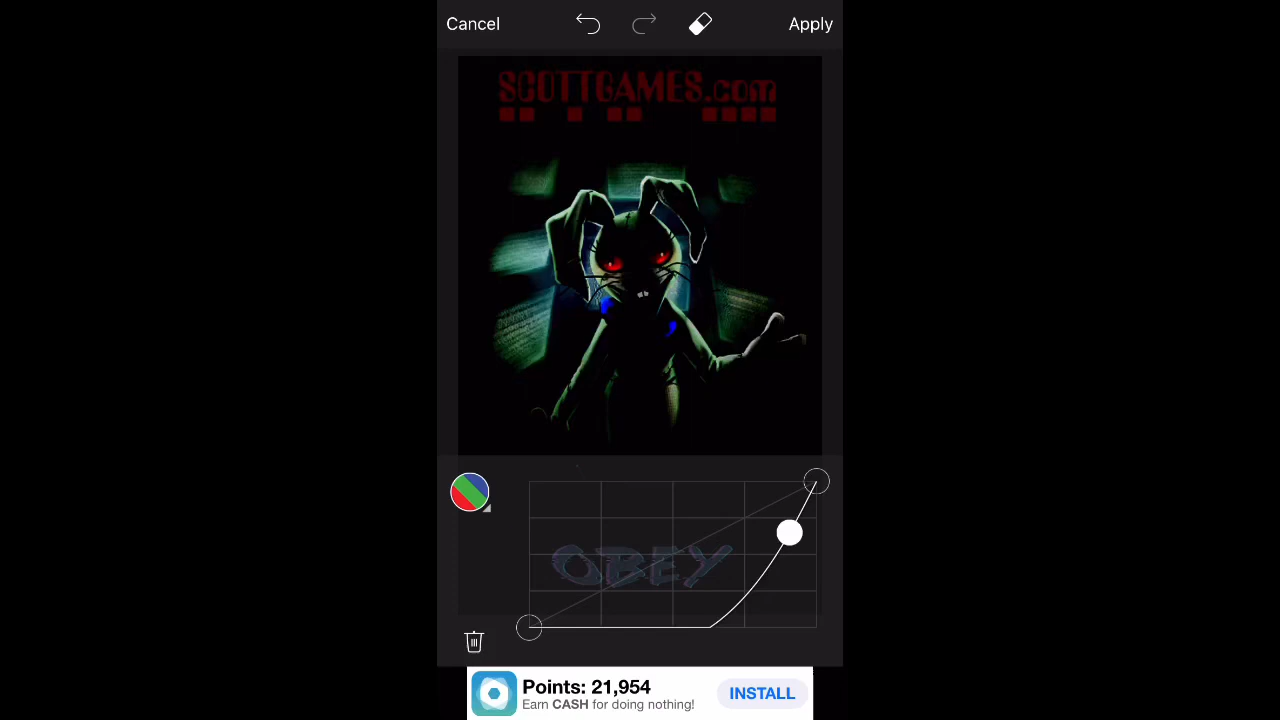 Cancel
Apply
SCOTTGAMES.com
OBEY
Points: 21,954
INSTALL
Earn CASH for doing nothing!